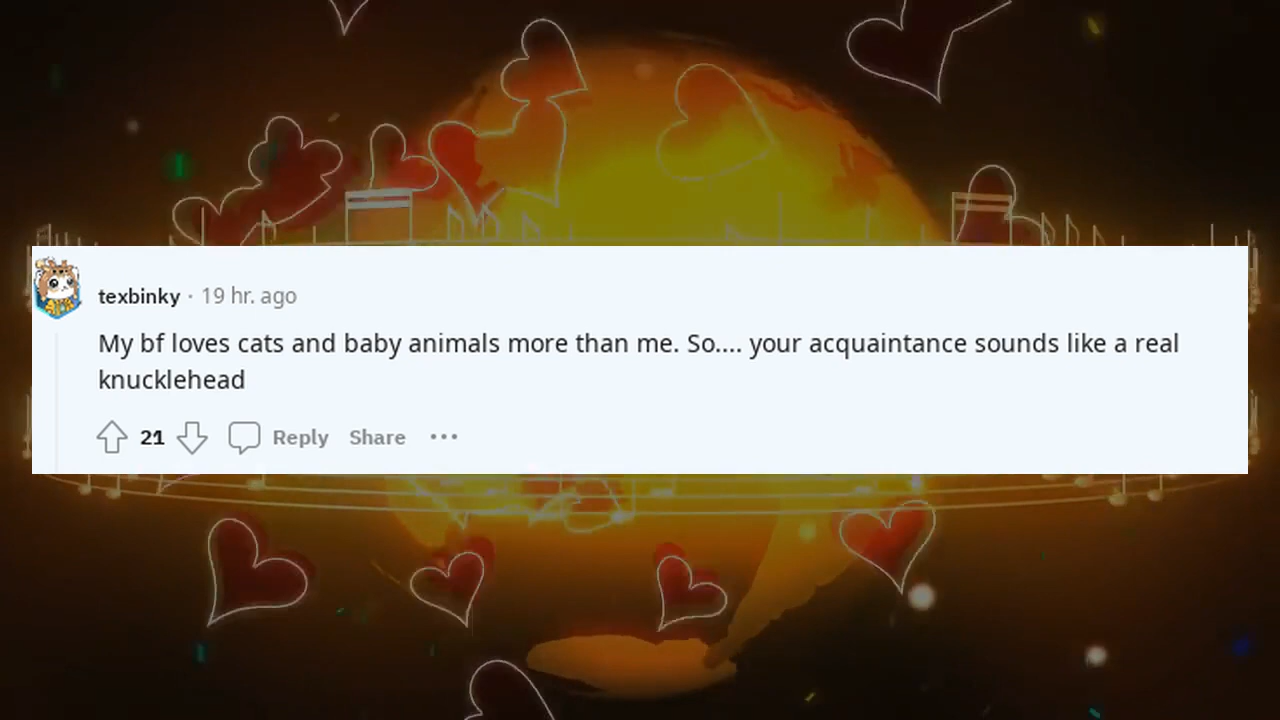 texbinky · 19 hr. ago
My bf loves cats and baby animals more than me. So.... your acquaintance sounds like a real
knucklehead
21 Reply Share ···